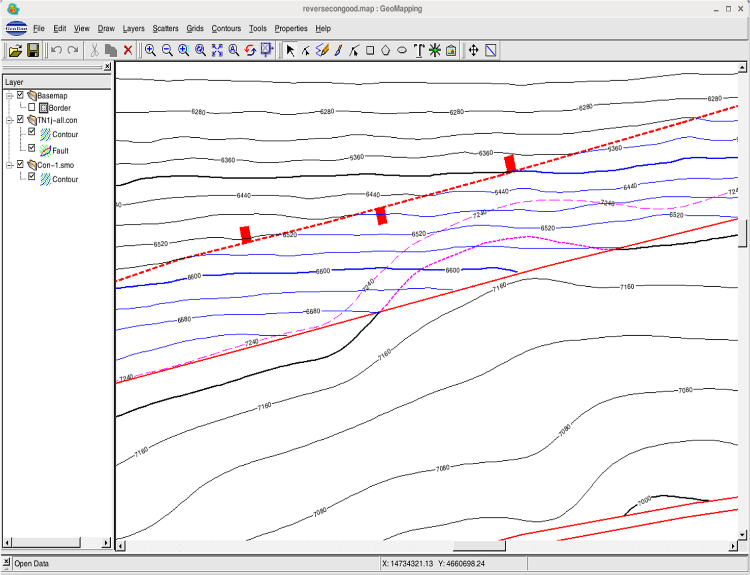 reversecongood.map : GeoMapping
GeoMap
File Edit View Draw Layers Scatters Grids Contours Tools Properties Help
Layer
Basemap
Border
TN1j-all.con
Contour
Fault
Con-1.smo
Contour
6280 6280 6280 6280 6280
6360 6360 6360 6360
6440 6440 6440 6440
7240 7240 7240
6520 6520 6520 6520 6520
6600 6600 6600
7240 7160 7160
6680 6680
7240 7240 7160
7160 7080
7160 7080
7080
7080 7000
Open Data X: 14734321.13 Y: 4660698.24